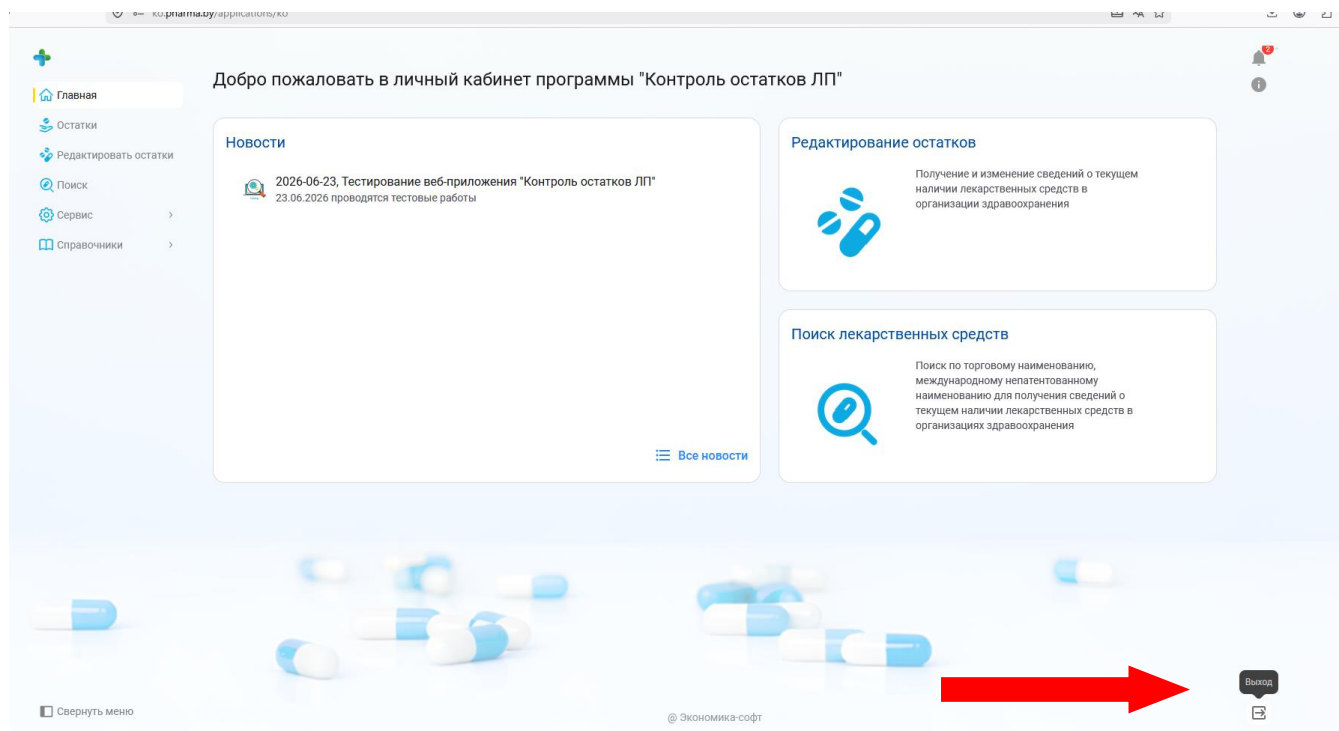 ko.pharma.by/applications/ko
2
Добро пожаловать в личный кабинет программы "Контроль остатков ЛП"
Главная
Остатки
Редактировать остатки
Поиск
Сервис
Справочники
Новости
2026-06-23, Тестирование веб-приложения "Контроль остатков ЛП"
23.06.2026 проводятся тестовые работы
Все новости
Редактирование остатков
Получение и изменение сведений о текущем
наличии лекарственных средств в
организации здравоохранения
Поиск лекарственных средств
Поиск по торговому наименованию,
международному непатентованному
наименованию для получения сведений о
текущем наличии лекарственных средств в
организациях здравоохранения
Выход
Свернуть меню
@ Экономика-софт